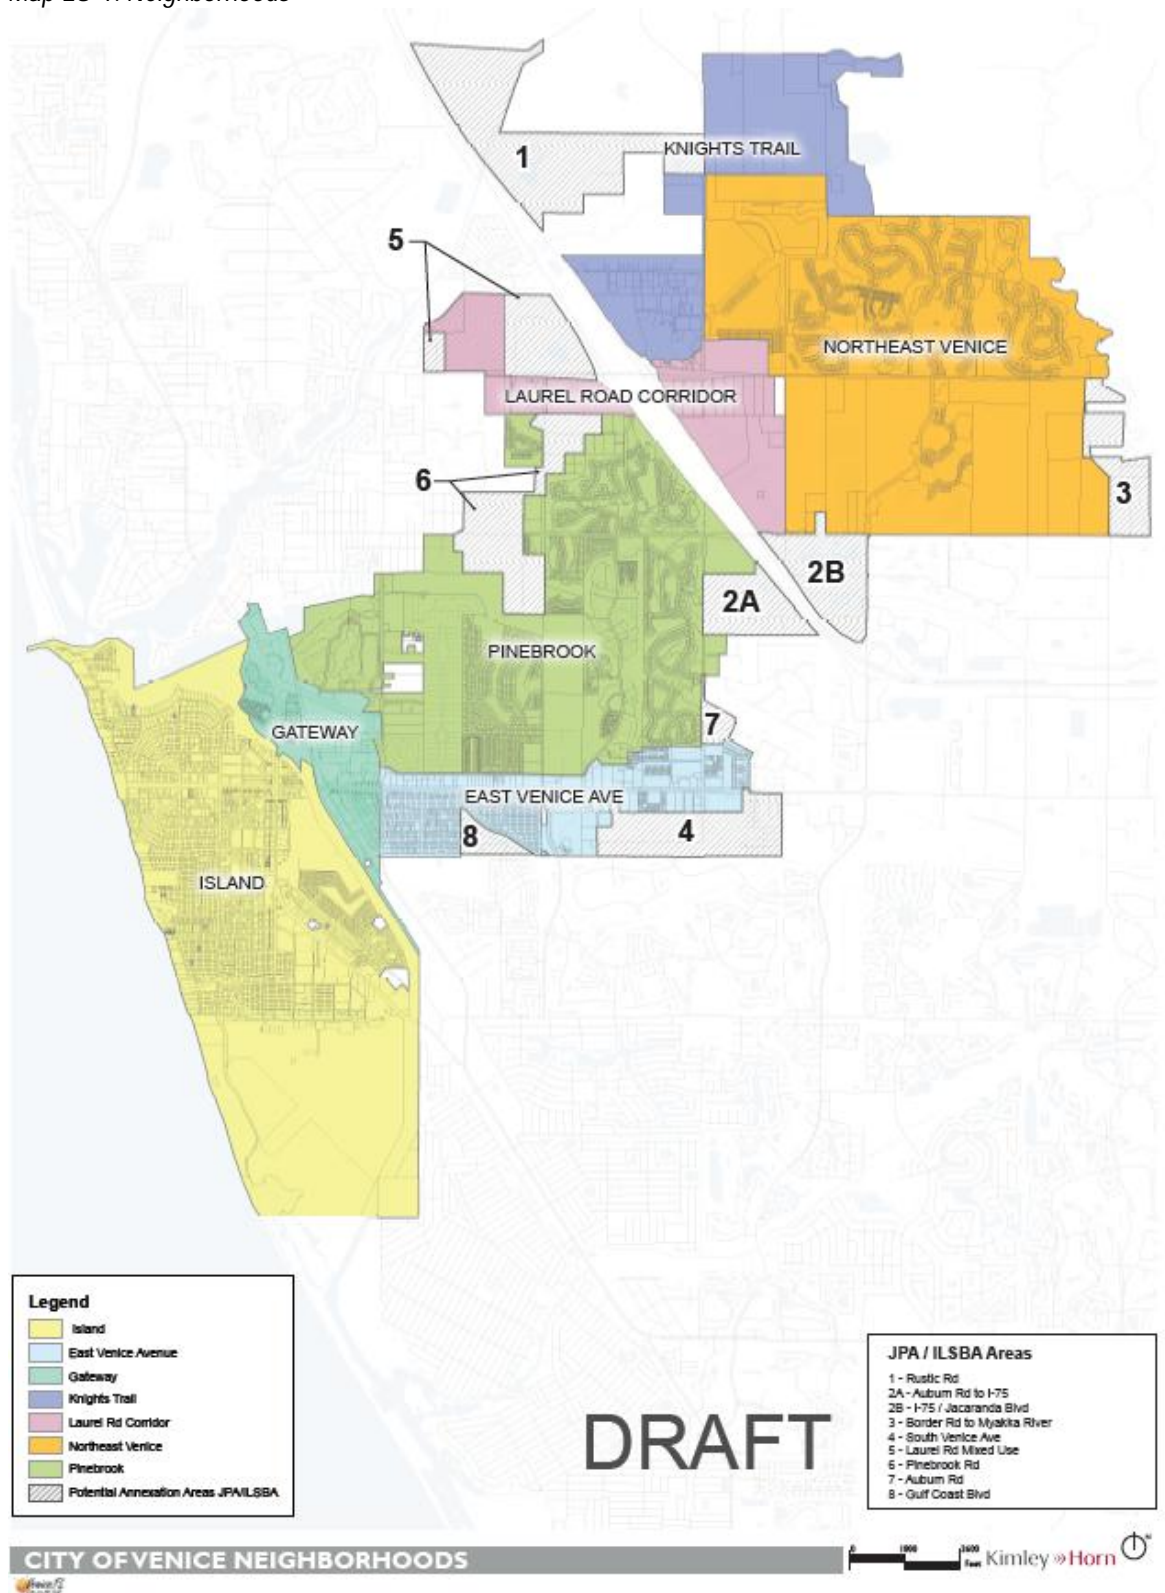 1
KNIGHTS TRAIL
5
NORTHEAST VENICE
LAUREL ROAD CORRIDOR
6
3
2B
2A
PINEBROOK
7
GATEWAY
EAST VENICE AVE
4
8
ISLAND
Legend
Island
East Venice Avenue
Gateway
Knights Trail
Laurel Rd Corridor
Northeast Venice
Pinebrook
Potential Annexation Areas JPA/ILSBA
JPA / ILSBA Areas
1 - Rustic Rd
2A - Auburn Rd to I-75
2B - I-75 / Jacaranda Blvd
3 - Border Rd to Myakka River
4 - South Venice Ave
5 - Laurel Rd Mixed Use
6 - Pinebrook Rd
7 - Auburn Rd
8 - Gulf Coast Blvd
DRAFT
CITY OF VENICE NEIGHBORHOODS
0
Feet
Kimley»Horn